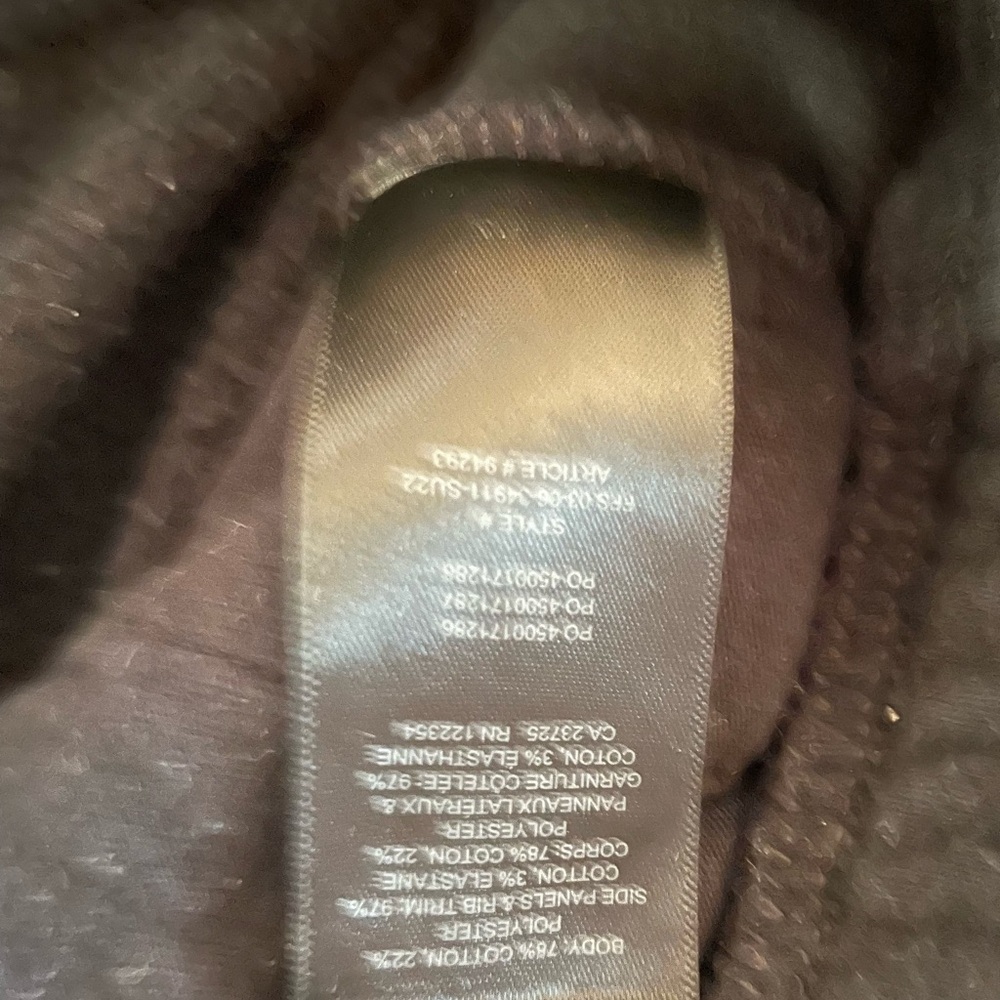 BODY: 78% COTTON, 22%
POLYESTER
SIDE PANELS & RIB TRIM: 97%
COTTON, 3% ELASTANE
CORPS: 78% COTON, 22%
POLYESTER
PANNEAUX LATÉRAUX &
GARNITURE CÔTELÉE: 97%
COTON, 3% ÉLASTHANNE
CA 23725 RN 122354
PO 4500171286
PO 4500171287
PO 4500171288
STYLE #
FFS 03-06-34911-SU22
ARTICLE # 94293